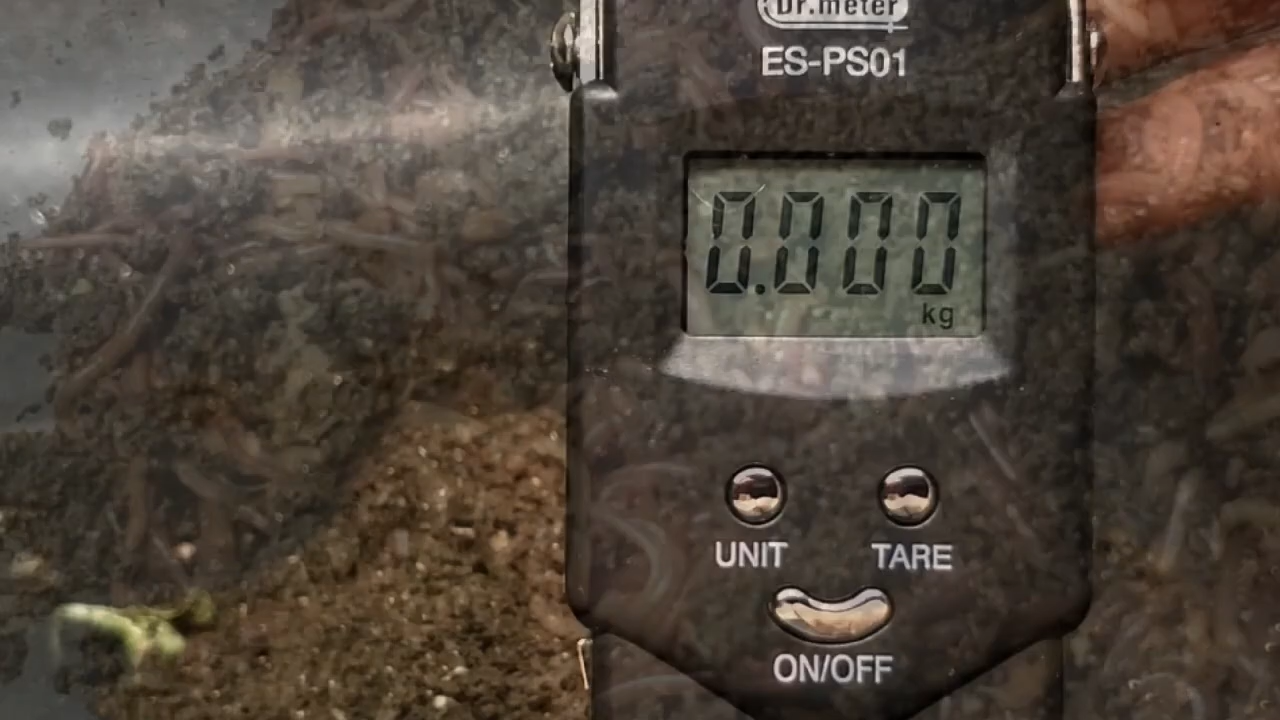 Dr.meter
ES-PS01
0.000
kg
UNIT TARE
ON/OFF